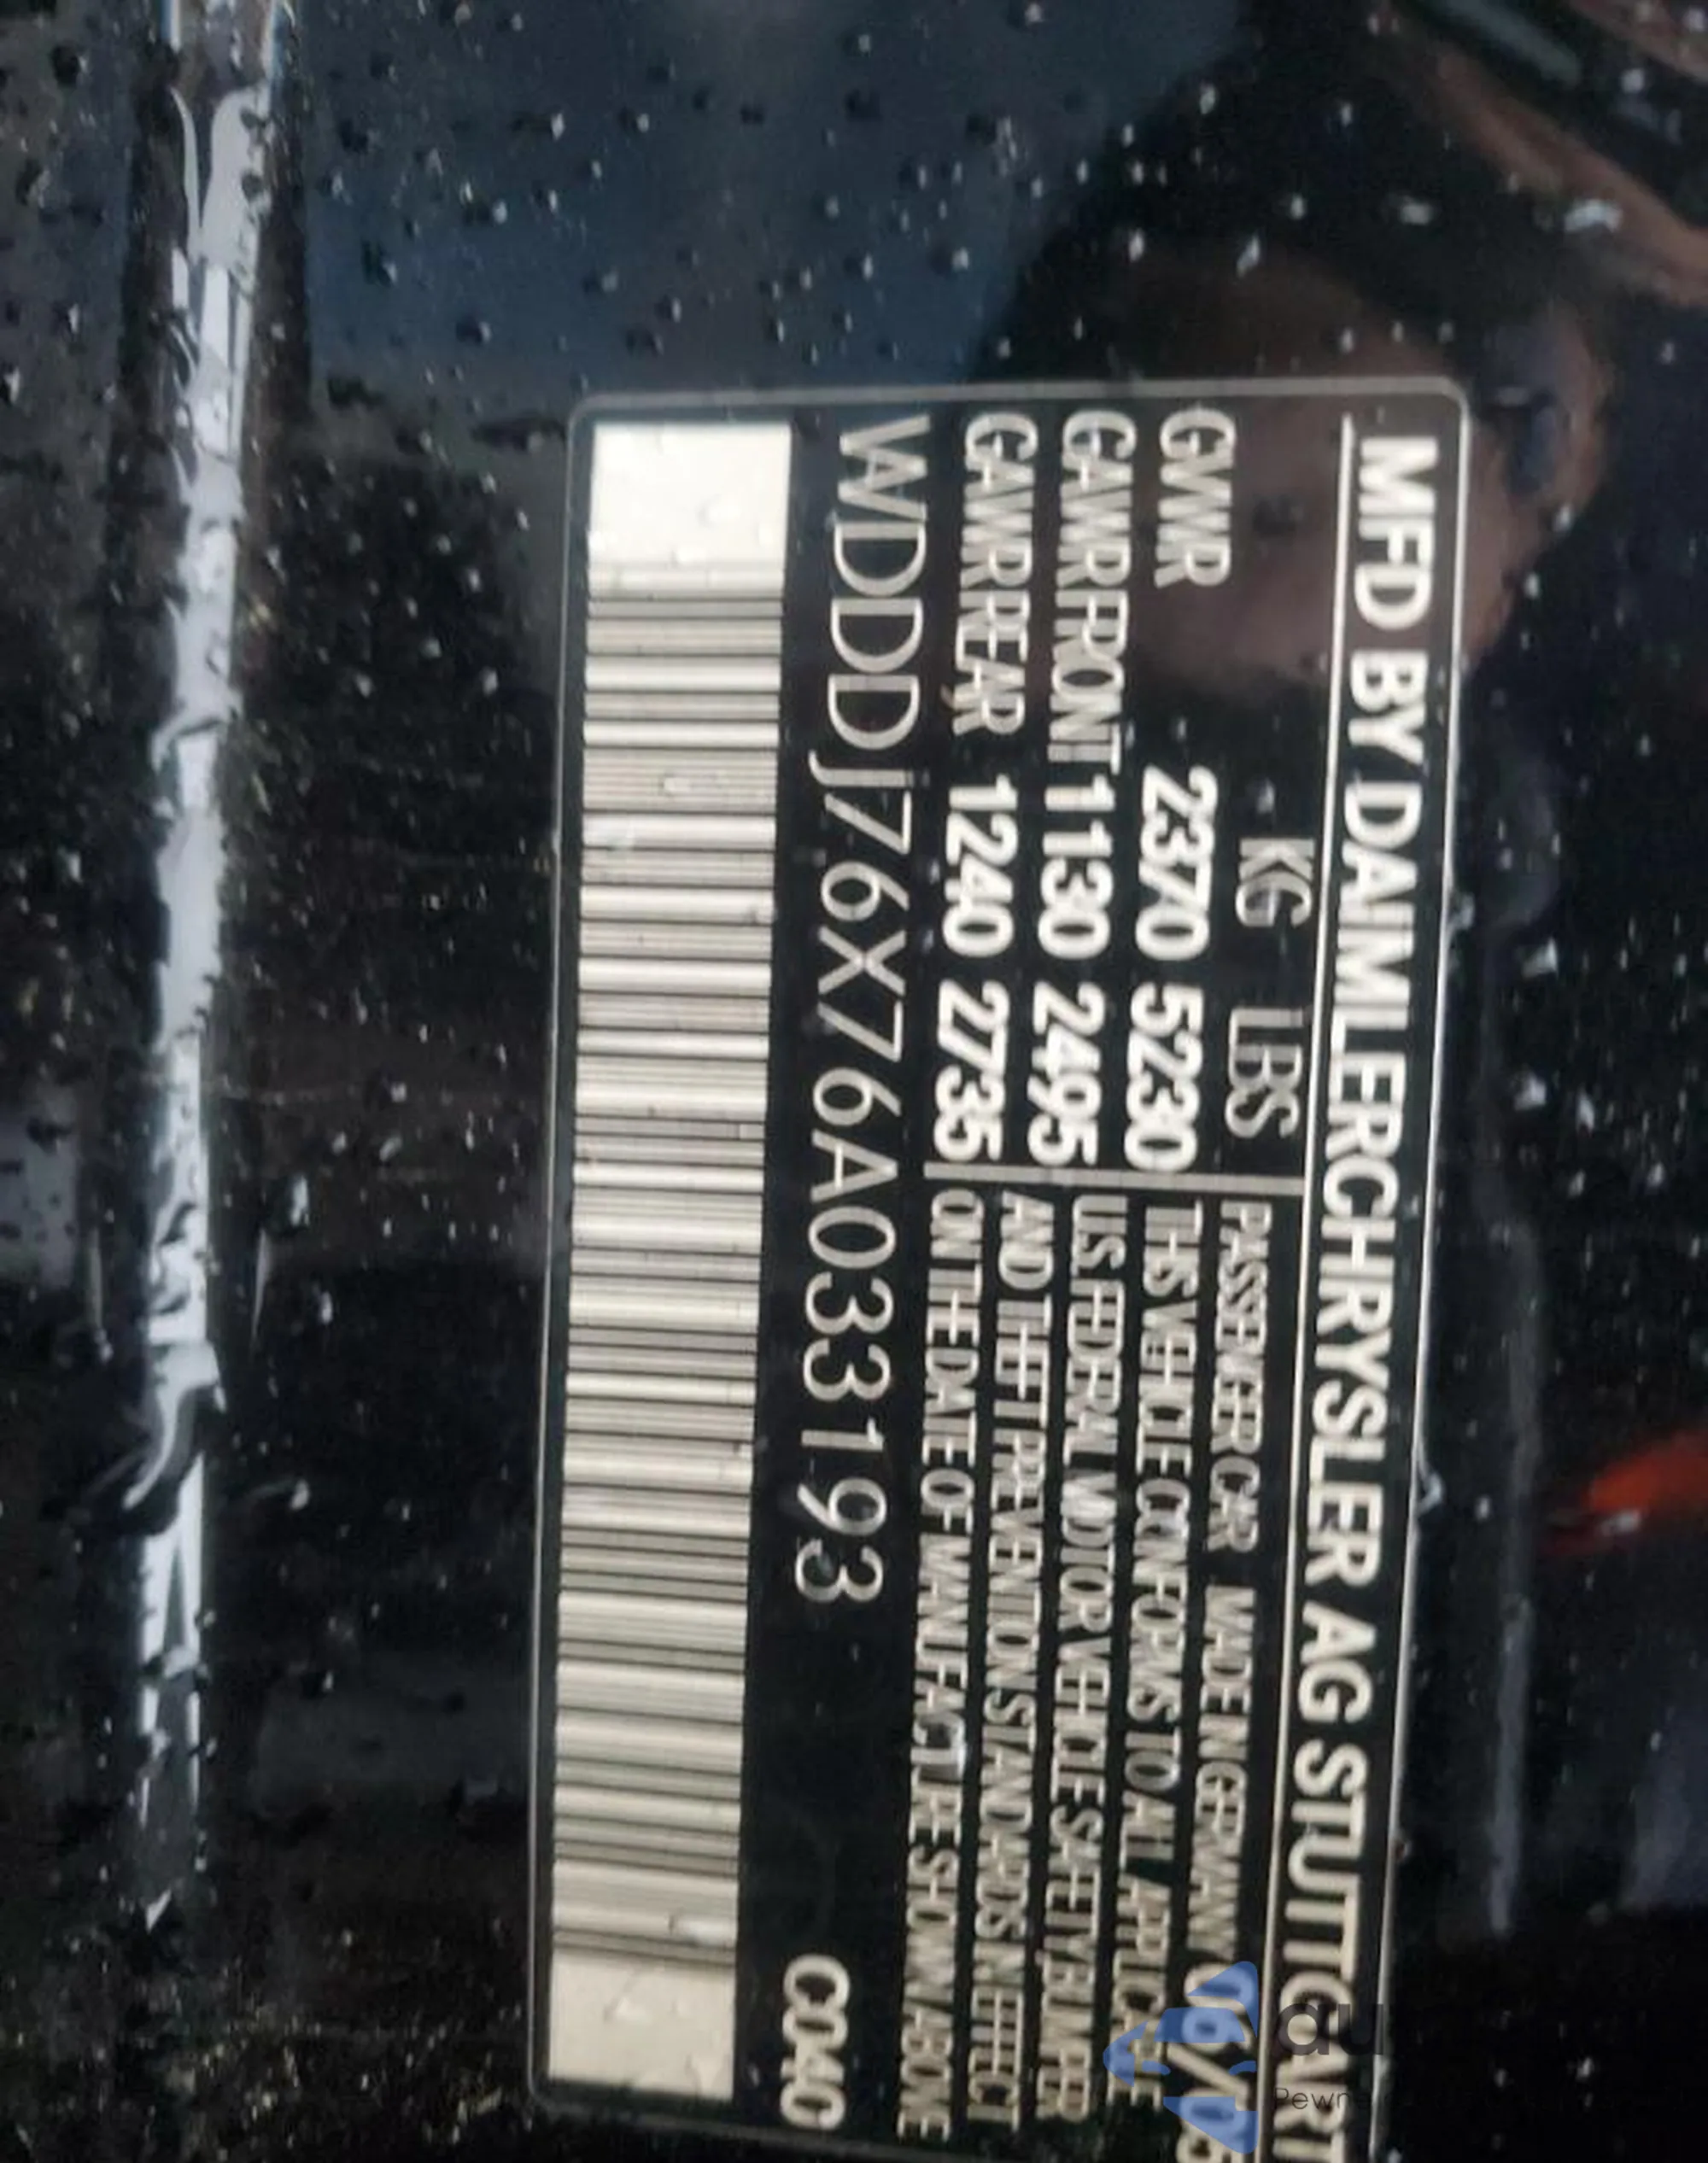 MFD BY DAIMLERCHRYSLER AG STUTTGART
KG LBS
GVWR 2370 5230
GAWR FRONT 1130 2495
GAWR REAR 1240 2735
PASSENGER CAR MADE IN GERMANY 06/05
THIS VEHICLE CONFORMS TO ALL APPLICABLE
U.S. FEDERAL MOTOR VEHICLE SAFETY BUMPER
AND THEFT PREVENTION STANDARDS IN EFFECT
ON THE DATE OF MANUFACTURE SHOWN ABOVE
WDDDJ76X76A033193
C040